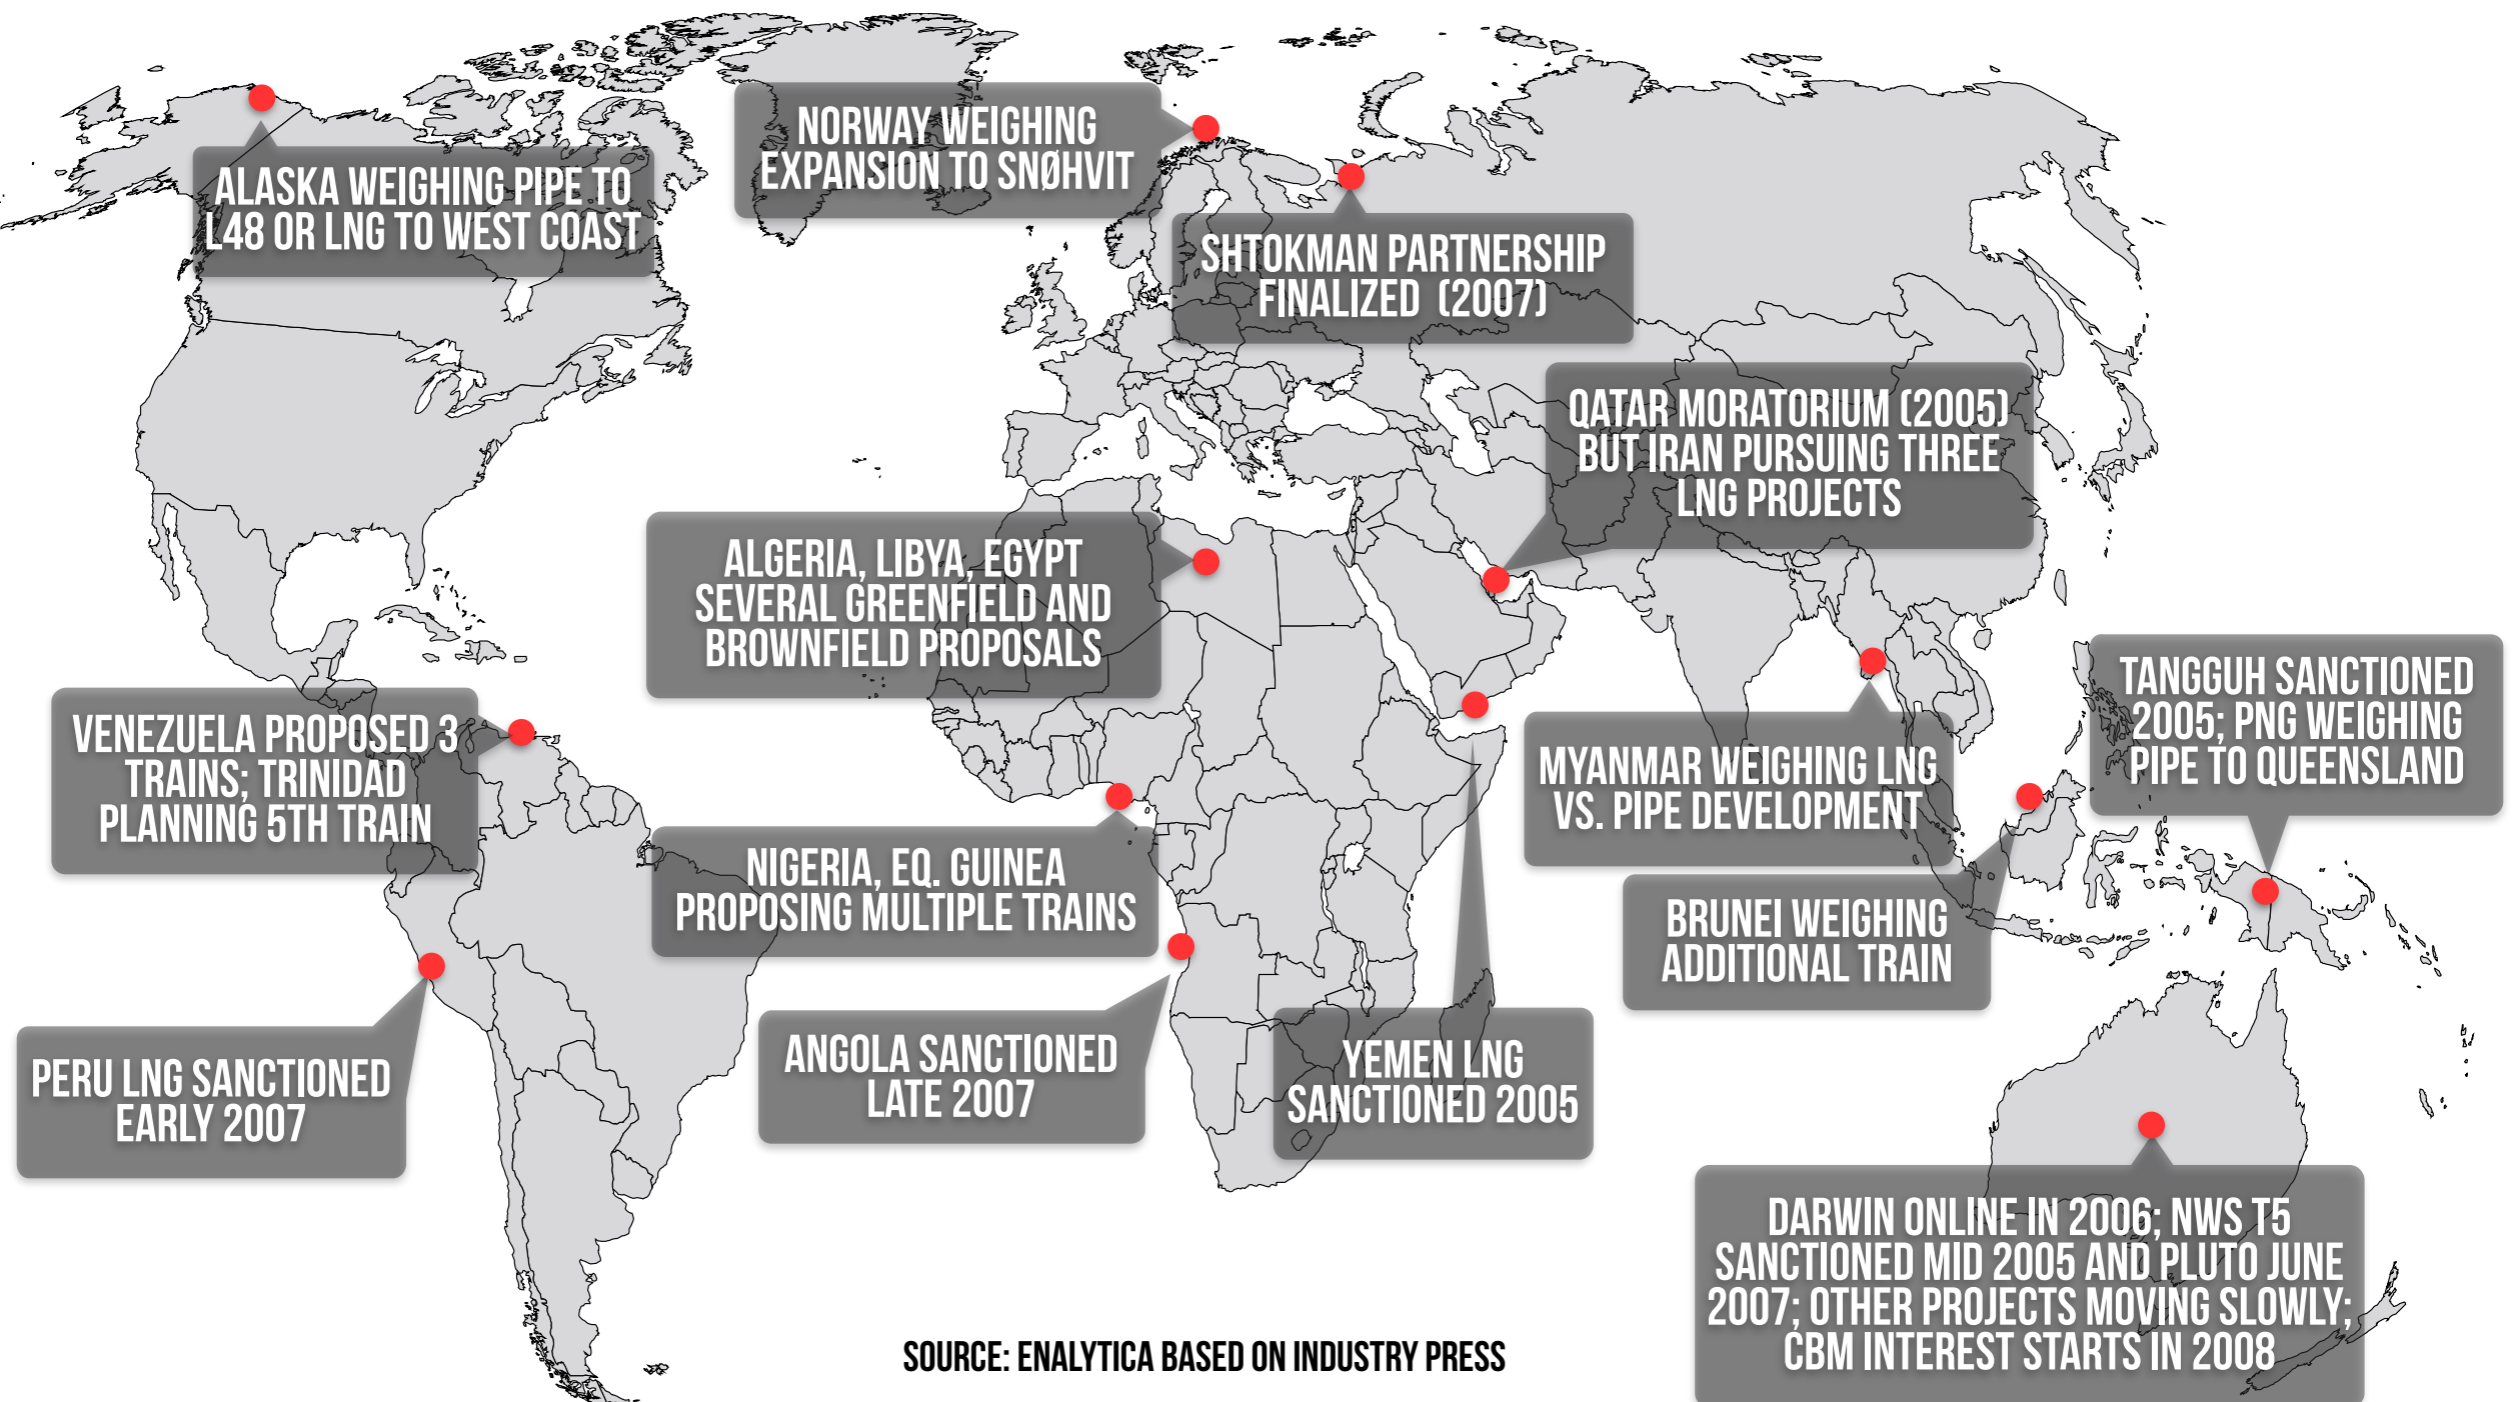 ALASKA WEIGHING PIPE TO
L48 OR LNG TO WEST COAST
NORWAY WEIGHING
EXPANSION TO SNØHVIT
SHTOKMAN PARTNERSHIP
FINALIZED (2007)
QATAR MORATORIUM (2005)
BUT IRAN PURSUING THREE
LNG PROJECTS
ALGERIA, LIBYA, EGYPT
SEVERAL GREENFIELD AND
BROWNFIELD PROPOSALS
VENEZUELA PROPOSED 3
TRAINS; TRINIDAD
PLANNING 5TH TRAIN
NIGERIA, EQ. GUINEA
PROPOSING MULTIPLE TRAINS
MYANMAR WEIGHING LNG
VS. PIPE DEVELOPMENT
TANGGUH SANCTIONED
2005; PNG WEIGHING
PIPE TO QUEENSLAND
BRUNEI WEIGHING
ADDITIONAL TRAIN
PERU LNG SANCTIONED
EARLY 2007
ANGOLA SANCTIONED
LATE 2007
YEMEN LNG
SANCTIONED 2005
DARWIN ONLINE IN 2006; NWS T5
SANCTIONED MID 2005 AND PLUTO JUNE
2007; OTHER PROJECTS MOVING SLOWLY;
CBM INTEREST STARTS IN 2008
SOURCE: ENALYTICA BASED ON INDUSTRY PRESS